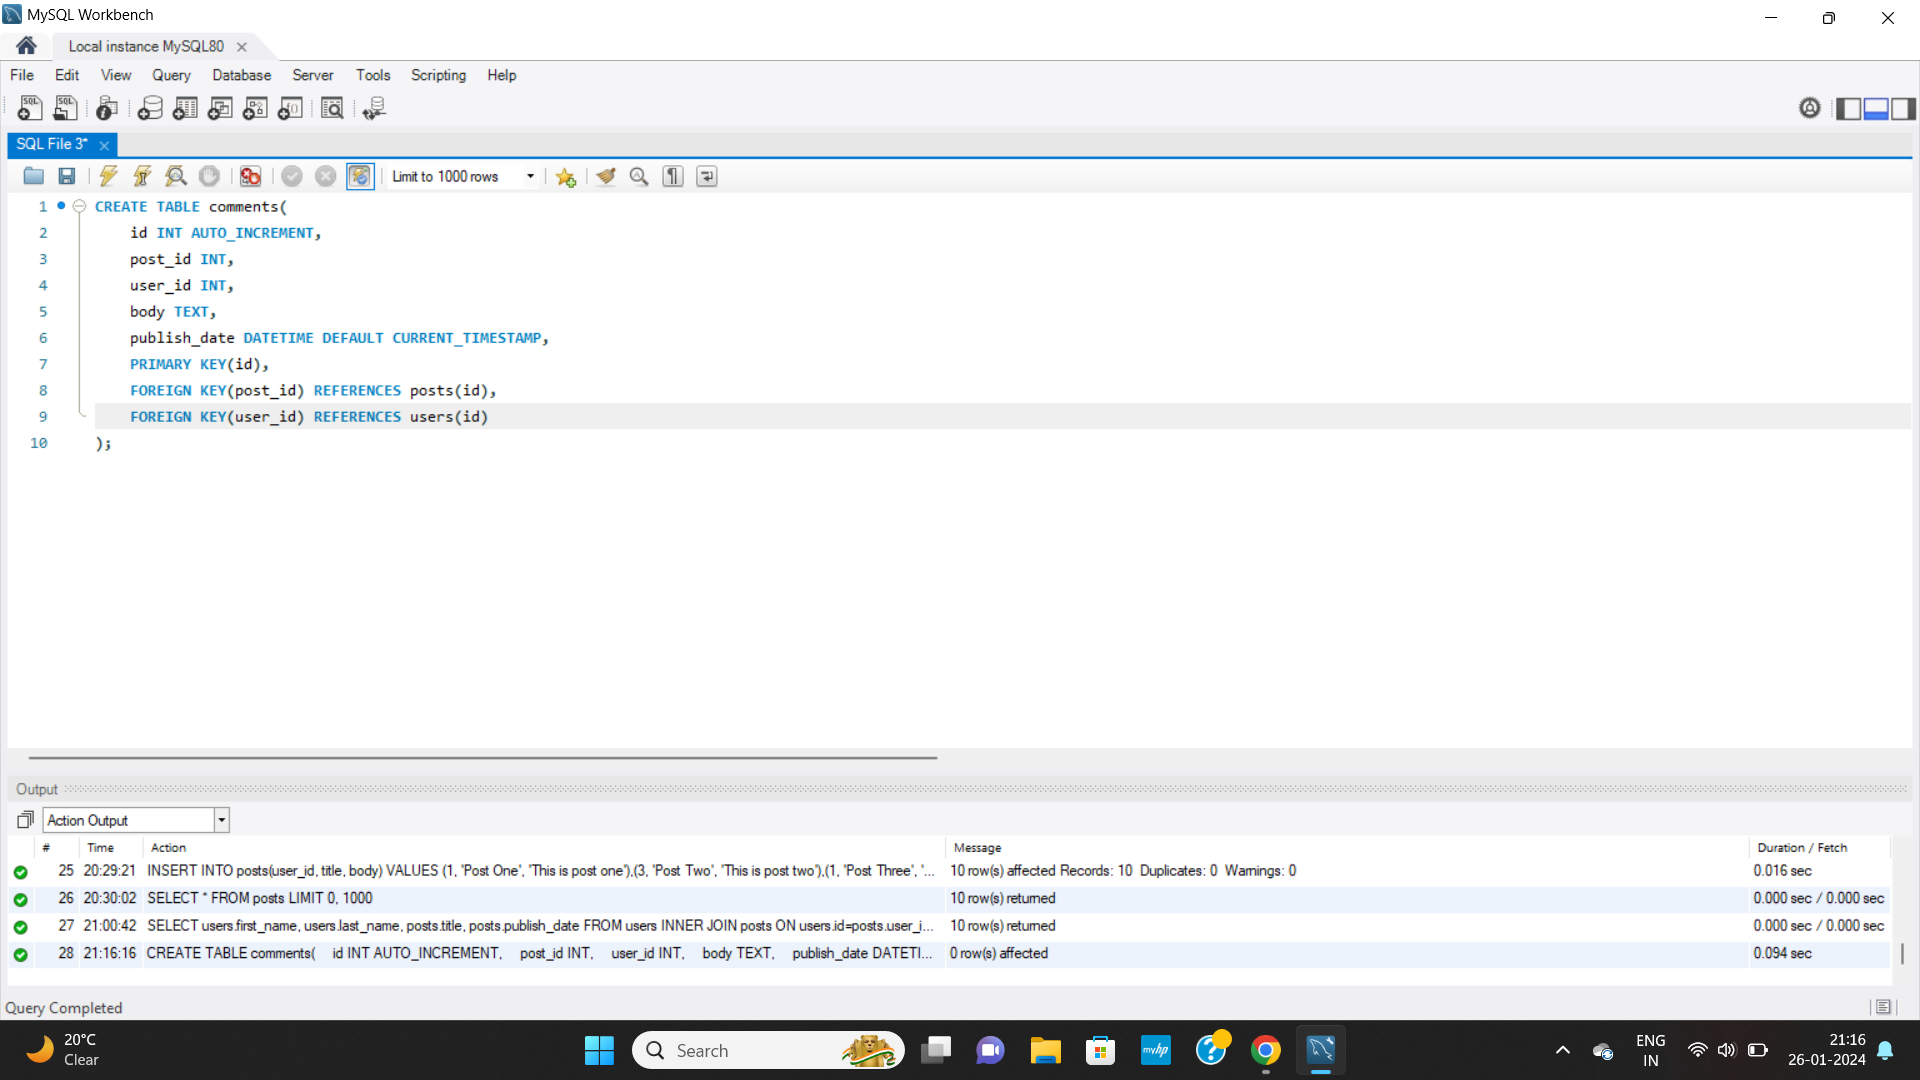 MySQL Workbench
Local instance MySQL80
File Edit View Query Database Server Tools Scripting Help
SQL File 3*
Limit to 1000 rows
1 CREATE TABLE comments(
2 id INT AUTO_INCREMENT,
3 post_id INT,
4 user_id INT,
5 body TEXT,
6 publish_date DATETIME DEFAULT CURRENT_TIMESTAMP,
7 PRIMARY KEY(id),
8 FOREIGN KEY(post_id) REFERENCES posts(id),
9 FOREIGN KEY(user_id) REFERENCES users(id)
10 );
Output
Action Output
# Time Action Message Duration / Fetch
25 20:29:21 INSERT INTO posts(user_id, title, body) VALUES (1, 'Post One', 'This is post one'),(3, 'Post Two', 'This is post two'),(1, 'Post Three', '... 10 row(s) affected Records: 10 Duplicates: 0 Warnings: 0 0.016 sec
26 20:30:02 SELECT * FROM posts LIMIT 0, 1000 10 row(s) returned 0.000 sec / 0.000 sec
27 21:00:42 SELECT users.first_name, users.last_name, posts.title, posts.publish_date FROM users INNER JOIN posts ON users.id=posts.user_i... 10 row(s) returned 0.000 sec / 0.000 sec
28 21:16:16 CREATE TABLE comments( id INT AUTO_INCREMENT, post_id INT, user_id INT, body TEXT, publish_date DATETI... 0 row(s) affected 0.094 sec
Query Completed
20°C
Clear
Search
myhp
ENG
IN
21:16
26-01-2024